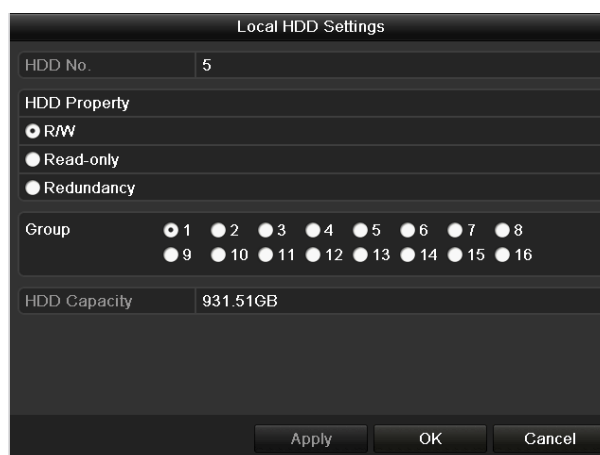 Local HDD Settings
HDD No. 5
HDD Property
R/W
Read-only
Redundancy
Group 1 2 3 4 5 6 7 8
9 10 11 12 13 14 15 16
HDD Capacity 931.51GB
Apply OK Cancel